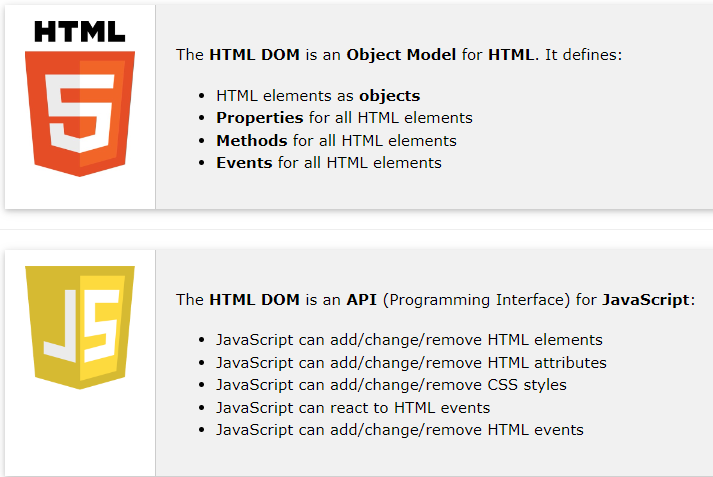 HTML
5
The HTML DOM is an Object Model for HTML. It defines:
• HTML elements as objects
• Properties for all HTML elements
• Methods for all HTML elements
• Events for all HTML elements
JS
The HTML DOM is an API (Programming Interface) for JavaScript:
• JavaScript can add/change/remove HTML elements
• JavaScript can add/change/remove HTML attributes
• JavaScript can add/change/remove CSS styles
• JavaScript can react to HTML events
• JavaScript can add/change/remove HTML events